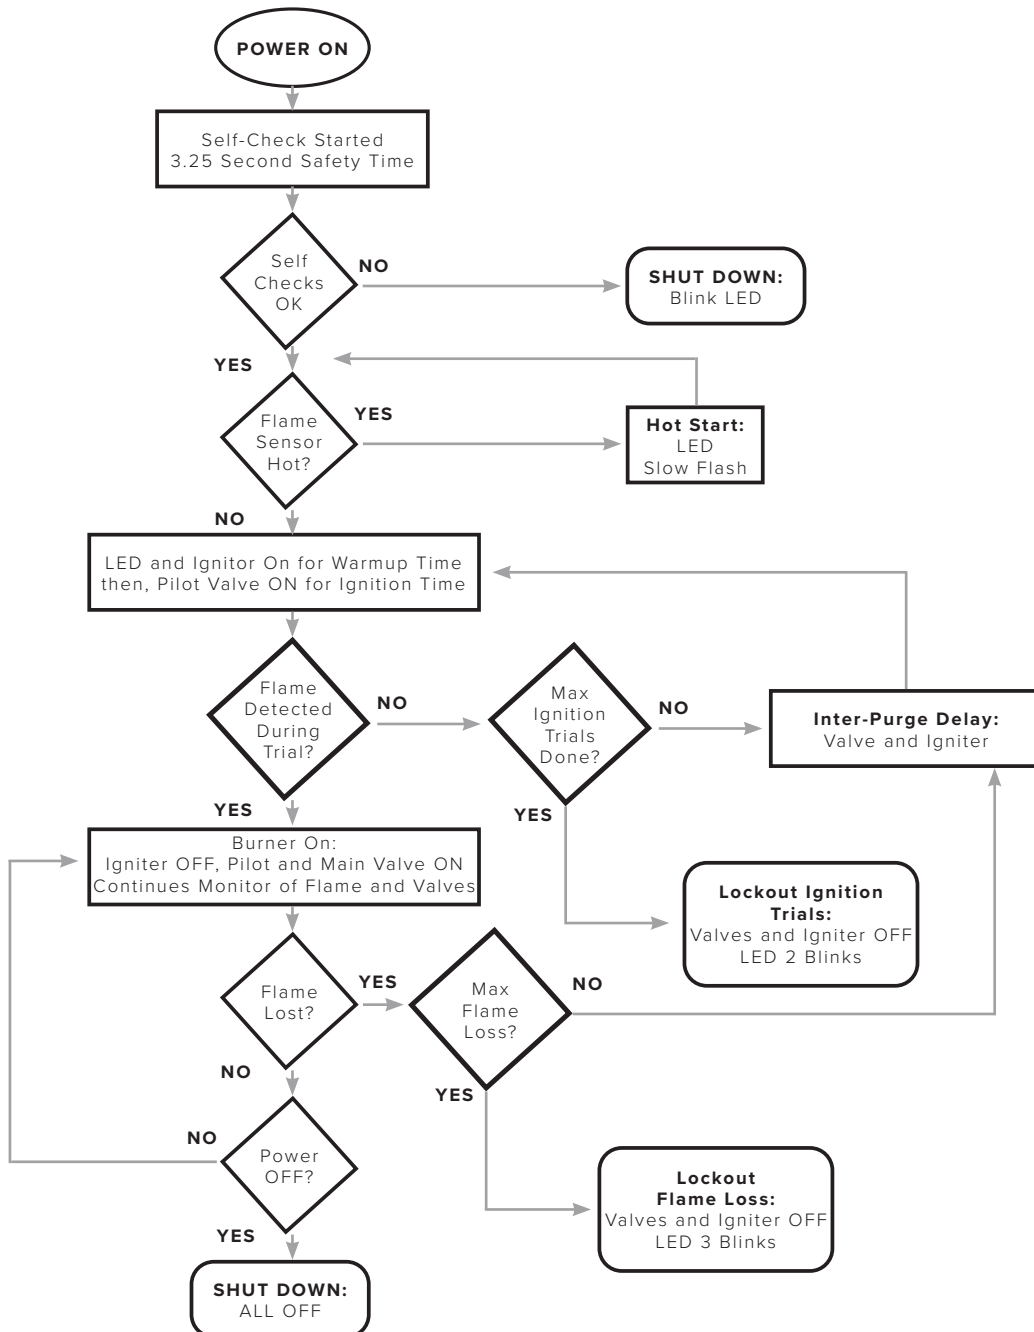 POWER ON
Self-Check Started
3.25 Second Safety Time
Self
Checks
OK
NO
SHUT DOWN:
Blink LED
YES
Flame
Sensor
Hot?
YES
Hot Start:
LED
Slow Flash
NO
LED and Ignitor On for Warmup Time
then, Pilot Valve ON for Ignition Time
Flame
Detected
During
Trial?
NO
Max
Ignition
Trials
Done?
NO
Inter-Purge Delay:
Valve and Igniter
YES
YES
Burner On:
Igniter OFF, Pilot and Main Valve ON
Continues Monitor of Flame and Valves
Lockout Ignition
Trials:
Valves and Igniter OFF
LED 2 Blinks
Flame
Lost?
YES
Max
Flame
Loss?
NO
NO
YES
NO
Power
OFF?
Lockout
Flame Loss:
Valves and Igniter OFF
LED 3 Blinks
YES
SHUT DOWN:
ALL OFF